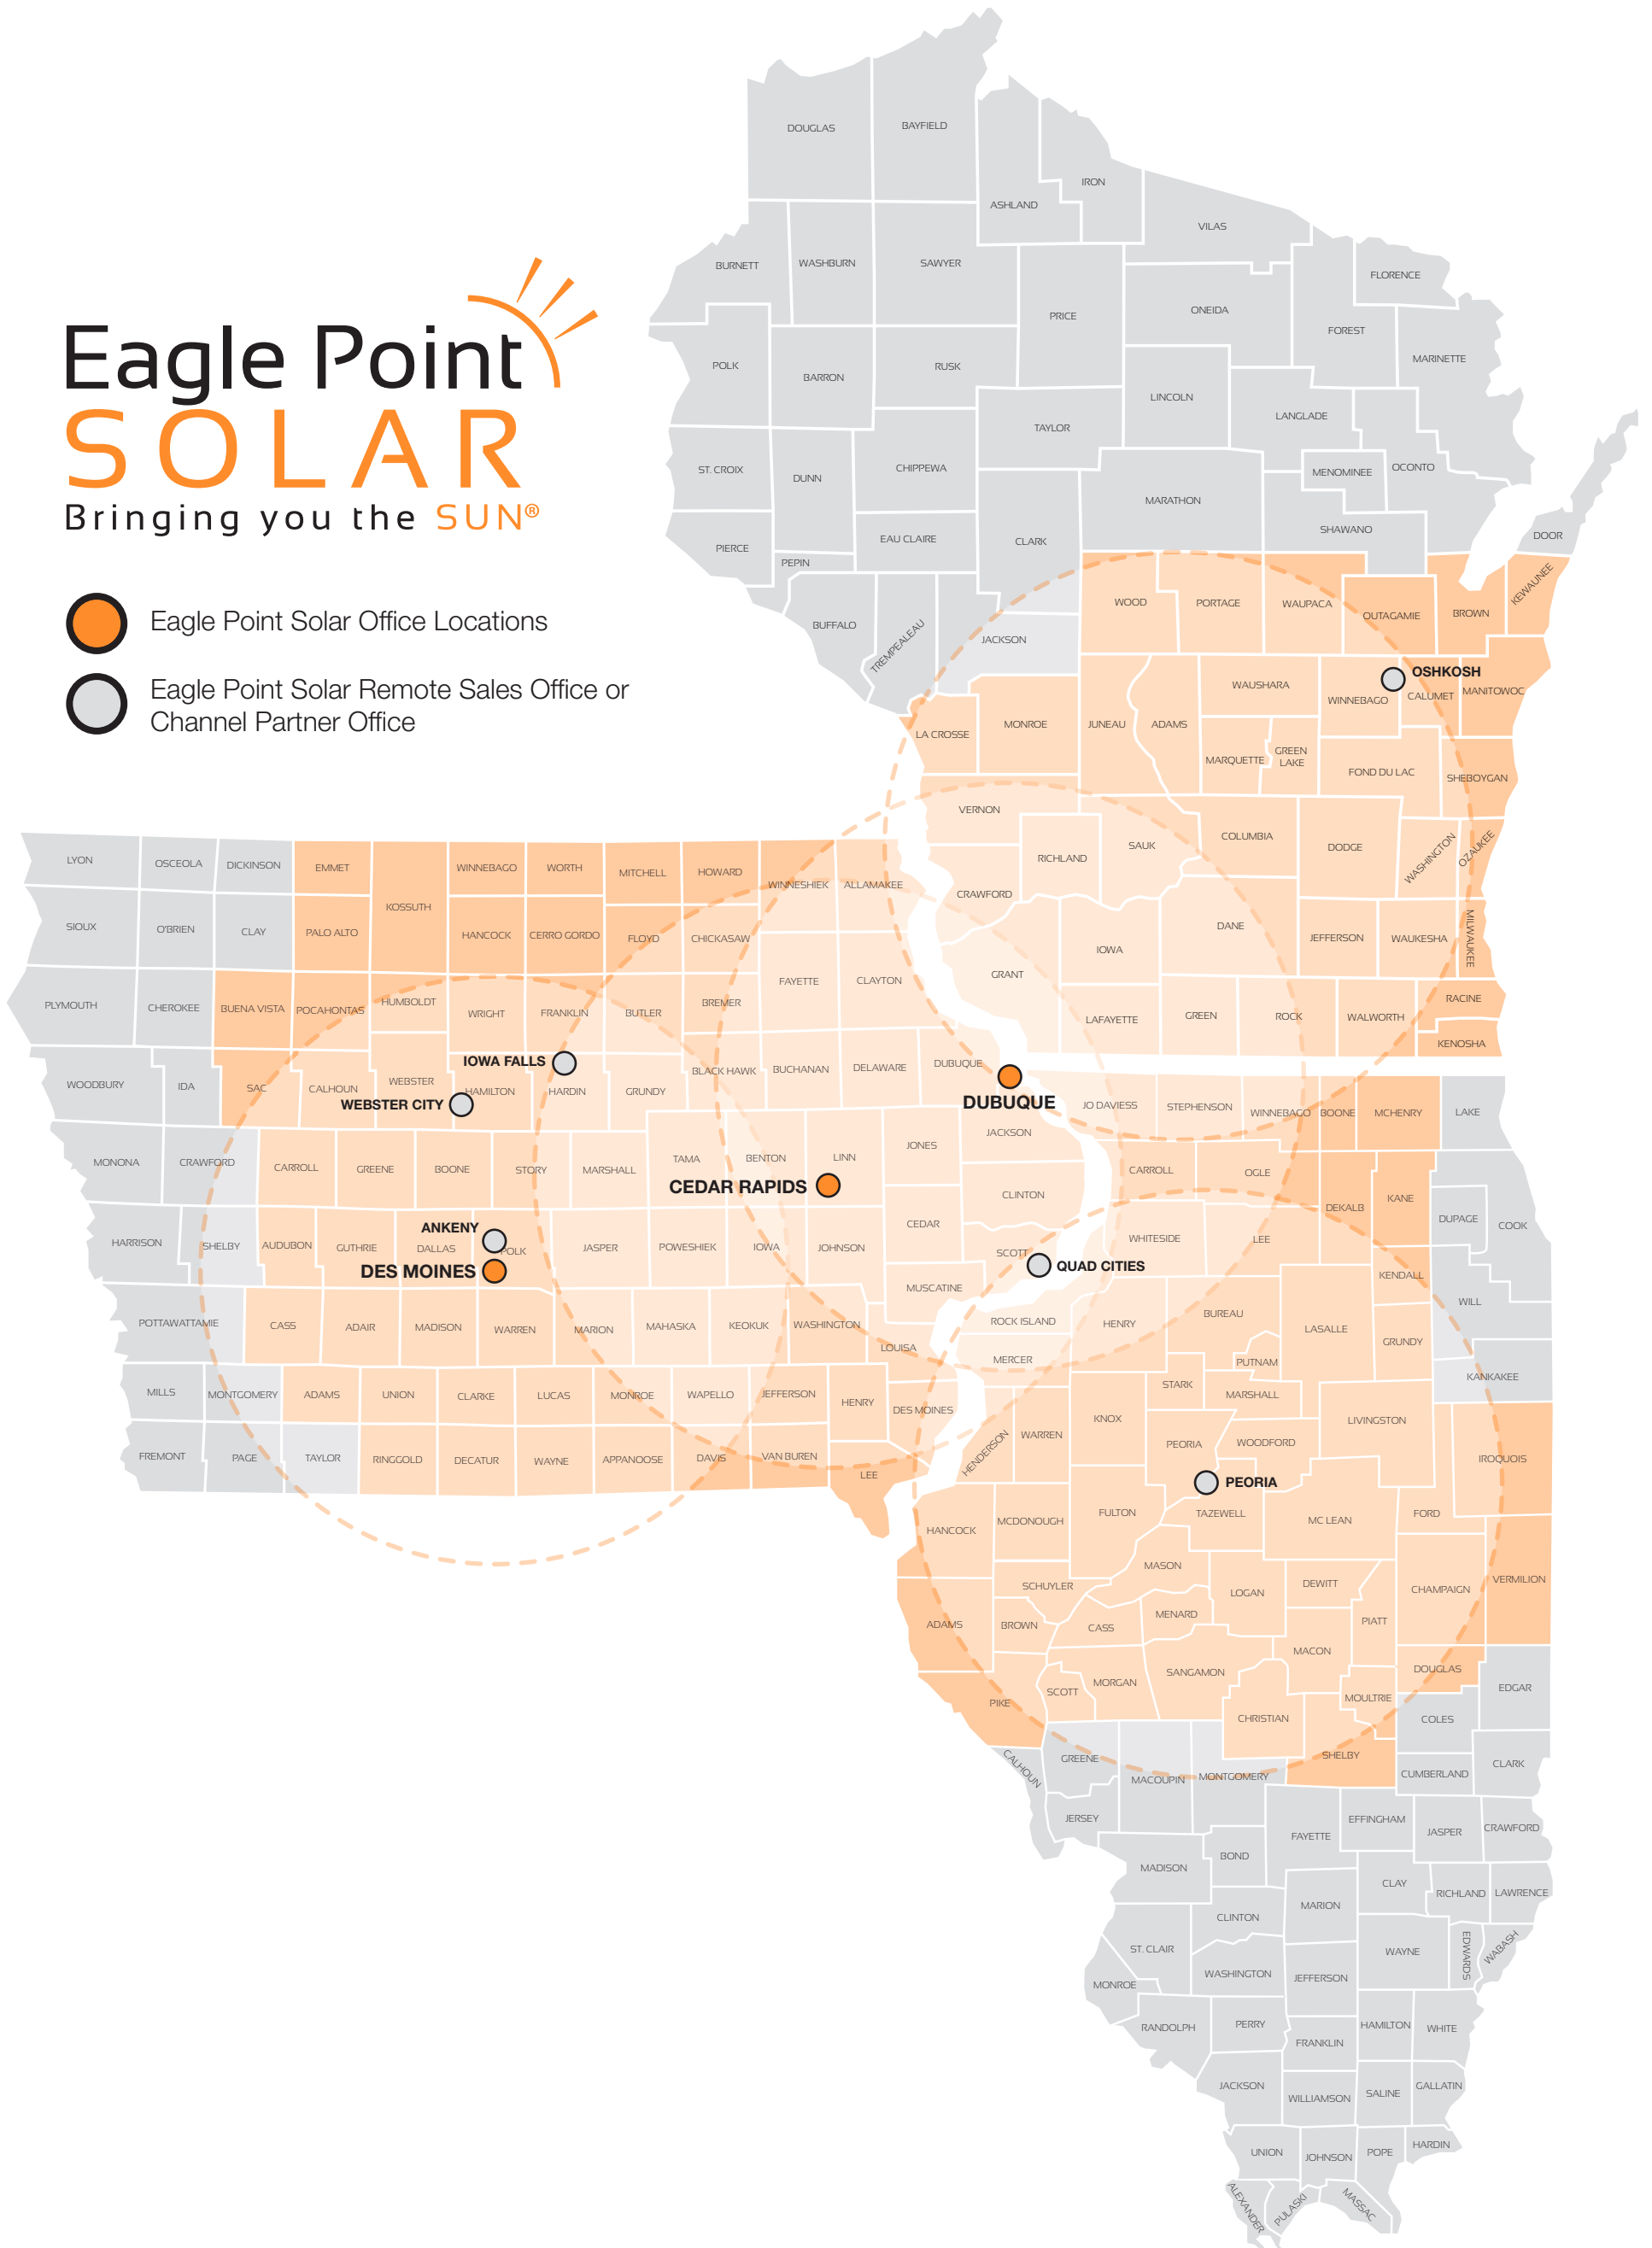 Eagle Point
SOLAR
Bringing you the SUN®
Eagle Point Solar Office Locations
Eagle Point Solar Remote Sales Office or
Channel Partner Office
DOUGLAS
BAYFIELD
ASHLAND
IRON
VILAS
BURNETT
WASHBURN
SAWYER
PRICE
ONEIDA
FLORENCE
FOREST
MARINETTE
POLK
BARRON
RUSK
LINCOLN
LANGLADE
TAYLOR
ST. CROIX
DUNN
CHIPPEWA
MENOMINEE
OCONTO
MARATHON
SHAWANO
DOOR
PIERCE
PEPIN
EAU CLAIRE
CLARK
BUFFALO
TREMPEALEAU
JACKSON
WOOD
PORTAGE
WAUPACA
OUTAGAMIE
BROWN
KEWAUNEE
OSHKOSH
WAUSHARA
WINNEBAGO
CALUMET
MANITOWOC
LA CROSSE
MONROE
JUNEAU
ADAMS
MARQUETTE
GREEN
LAKE
FOND DU LAC
SHEBOYGAN
VERNON
RICHLAND
SAUK
COLUMBIA
DODGE
WASHINGTON
OZAUKEE
CRAWFORD
GRANT
IOWA
DANE
JEFFERSON
WAUKESHA
MILWAUKEE
LAFAYETTE
GREEN
ROCK
WALWORTH
RACINE
KENOSHA
LYON
OSCEOLA
DICKINSON
EMMET
KOSSUTH
WINNEBAGO
WORTH
MITCHELL
HOWARD
WINNESHIEK
ALLAMAKEE
SIOUX
O'BRIEN
CLAY
PALO ALTO
HANCOCK
CERRO GORDO
FLOYD
CHICKASAW
FAYETTE
CLAYTON
PLYMOUTH
CHEROKEE
BUENA VISTA
POCAHONTAS
HUMBOLDT
WRIGHT
FRANKLIN
BUTLER
BREMER
WOODBURY
IDA
SAC
CALHOUN
WEBSTER
HAMILTON
IOWA FALLS
WEBSTER CITY
HARDIN
GRUNDY
BLACK HAWK
BUCHANAN
DELAWARE
DUBUQUE
DUBUQUE
MONONA
CRAWFORD
CARROLL
GREENE
BOONE
STORY
MARSHALL
TAMA
BENTON
LINN
JONES
JACKSON
CEDAR RAPIDS
CLINTON
HARRISON
SHELBY
AUDUBON
GUTHRIE
DALLAS
ANKENY
POLK
DES MOINES
JASPER
POWESHIEK
IOWA
JOHNSON
CEDAR
SCOTT
QUAD CITIES
MUSCATINE
POTTAWATTAMIE
CASS
ADAIR
MADISON
WARREN
MARION
MAHASKA
KEOKUK
WASHINGTON
LOUISA
MILLS
MONTGOMERY
ADAMS
UNION
CLARKE
LUCAS
MONROE
WAPELLO
JEFFERSON
HENRY
DES MOINES
FREMONT
PAGE
TAYLOR
RINGGOLD
DECATUR
WAYNE
APPANOOSE
DAVIS
VAN BUREN
LEE
JO DAVIESS
STEPHENSON
WINNEBAGO
BOONE
MCHENRY
LAKE
CARROLL
OGLE
DEKALB
KANE
DUPAGE
COOK
WHITESIDE
LEE
KENDALL
WILL
ROCK ISLAND
HENRY
BUREAU
LASALLE
GRUNDY
MERCER
PUTNAM
KANKAKEE
STARK
MARSHALL
KNOX
WARREN
HENDERSON
PEORIA
WOODFORD
LIVINGSTON
IROQUOIS
PEORIA
HANCOCK
MCDONOUGH
FULTON
TAZEWELL
MC LEAN
FORD
MASON
SCHUYLER
LOGAN
DEWITT
CHAMPAIGN
VERMILION
ADAMS
BROWN
CASS
MENARD
PIATT
MACON
PIKE
SCOTT
MORGAN
SANGAMON
MOULTRIE
DOUGLAS
EDGAR
CHRISTIAN
COLES
SHELBY
CALHOUN
GREENE
MACOUPIN
MONTGOMERY
CUMBERLAND
CLARK
JERSEY
FAYETTE
EFFINGHAM
JASPER
CRAWFORD
MADISON
BOND
CLAY
RICHLAND
LAWRENCE
CLINTON
MARION
ST. CLAIR
WASHINGTON
JEFFERSON
WAYNE
EDWARDS
WABASH
MONROE
RANDOLPH
PERRY
FRANKLIN
HAMILTON
WHITE
JACKSON
WILLIAMSON
SALINE
GALLATIN
UNION
JOHNSON
POPE
HARDIN
ALEXANDER
PULASKI
MASSAC